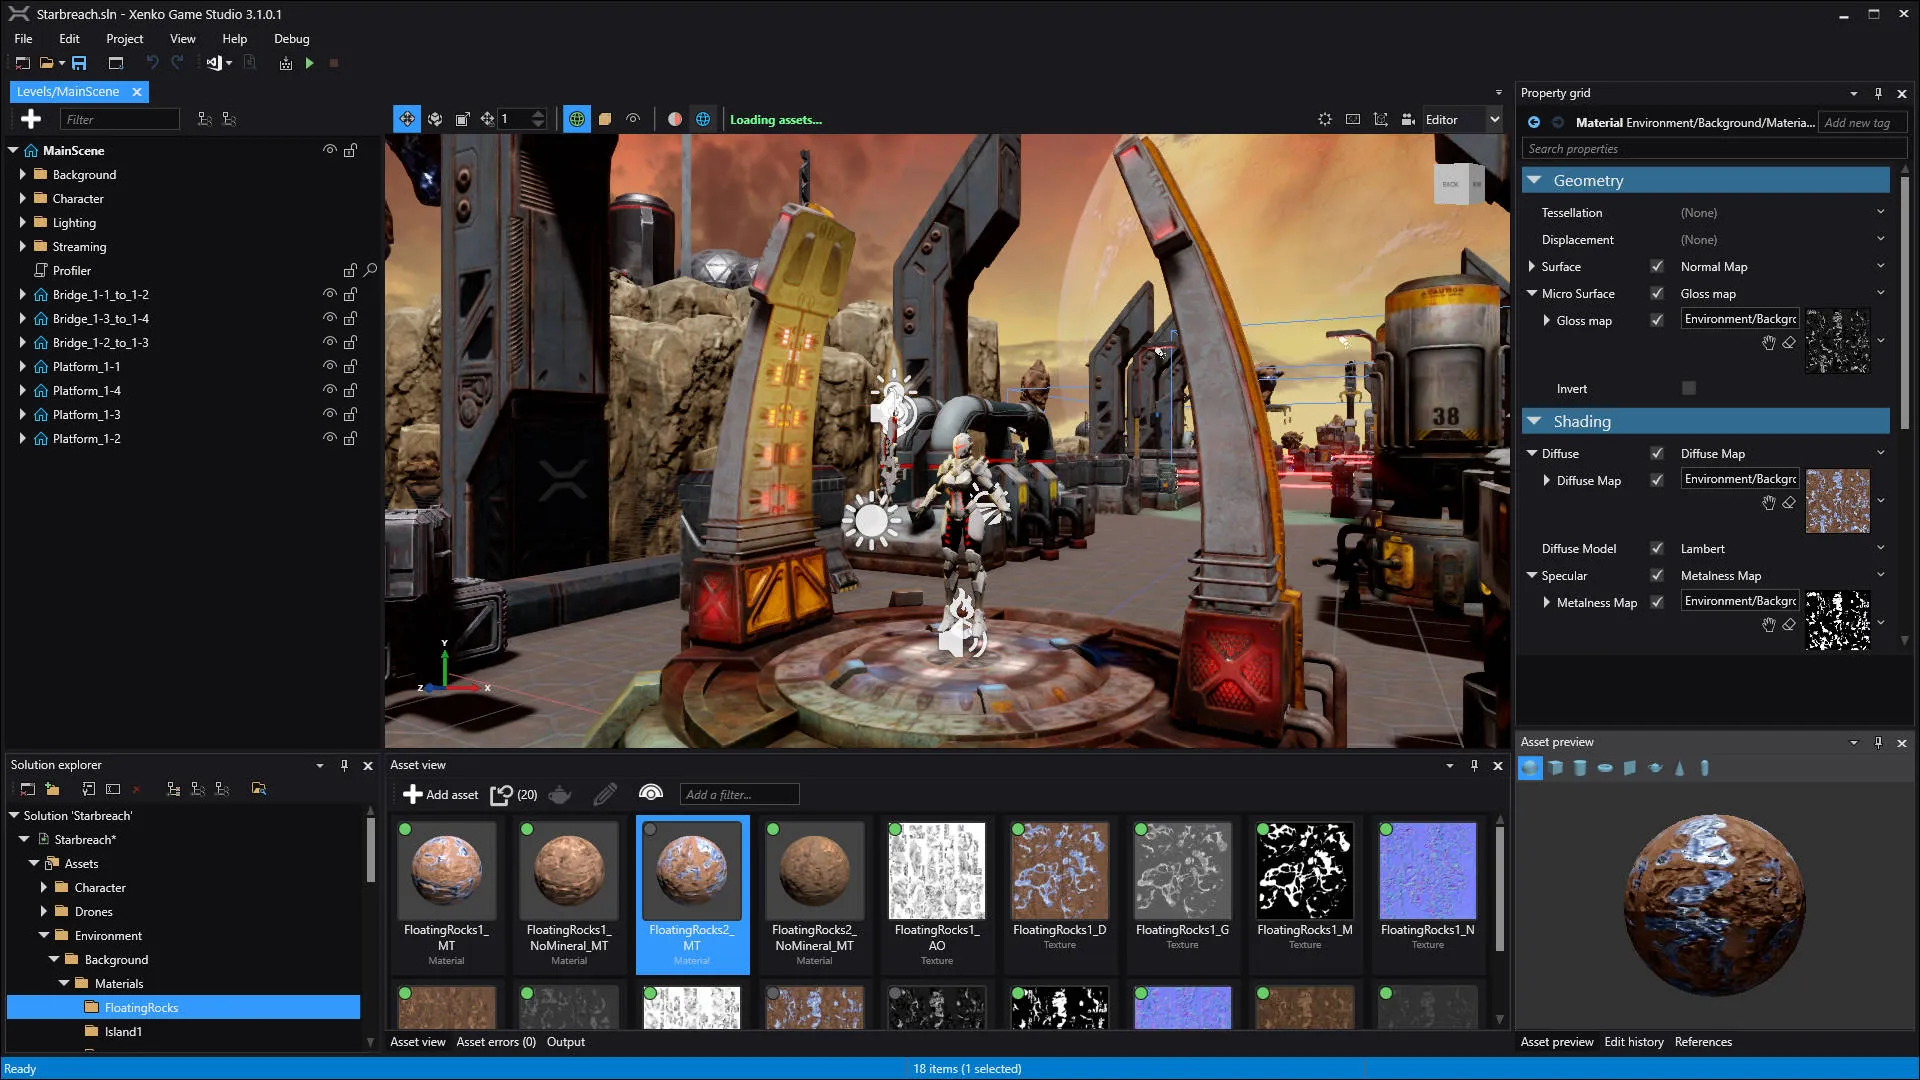 Starbreach.sln - Xenko Game Studio 3.1.0.1
File Edit Project View Help Debug
Levels/MainScene
Filter
1
Loading assets...
Editor
MainScene
Background
Character
Lighting
Streaming
Profiler
Bridge_1-1_to_1-2
Bridge_1-3_to_1-4
Bridge_1-2_to_1-3
Platform_1-1
Platform_1-4
Platform_1-3
Platform_1-2
BACK
CAUTION
38
Y
Z
X
Property grid
Material Environment/Background/Materia...
Add new tag
Search properties
Geometry
Tessellation (None)
Displacement (None)
Surface Normal Map
Micro Surface Gloss map
Gloss map Environment/Backgro
Invert
Shading
Diffuse Diffuse Map
Diffuse Map Environment/Backgro
Diffuse Model Lambert
Specular Metalness Map
Metalness Map Environment/Backgro
Solution explorer
Solution 'Starbreach'
Starbreach*
Assets
Character
Drones
Environment
Background
Materials
FloatingRocks
Island1
Asset view
Add asset (20) Add a filter...
FloatingRocks1_
MT
Material
FloatingRocks1_
NoMineral_MT
Material
FloatingRocks2_
MT
Material
FloatingRocks2_
NoMineral_MT
Material
FloatingRocks1_
AO
Texture
FloatingRocks1_D
Texture
FloatingRocks1_G
Texture
FloatingRocks1_M
Texture
FloatingRocks1_N
Texture
Asset view Asset errors (0) Output
Asset preview
Asset preview Edit history References
Ready
18 items (1 selected)